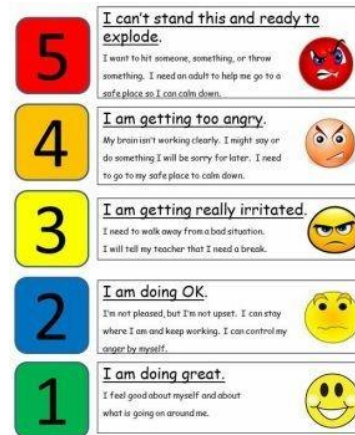 5
I can't stand this and ready to
explode.
I want to hit someone, something, or throw
something. I need an adult to help me go to a
safe place so I can calm down.
4
I am getting too angry.
My brain isn't working clearly. I might say or
do something I will be sorry for later. I need
to go to my safe place to calm down.
3
I am getting really irritated.
I need to walk away from a bad situation.
I will tell my teacher that I need a break.
2
I am doing OK.
I'm not pleased, but I'm not upset. I can stay
where I am and keep working. I can control my
anger by myself.
1
I am doing great.
I feel good about myself and about
what is going on around me.